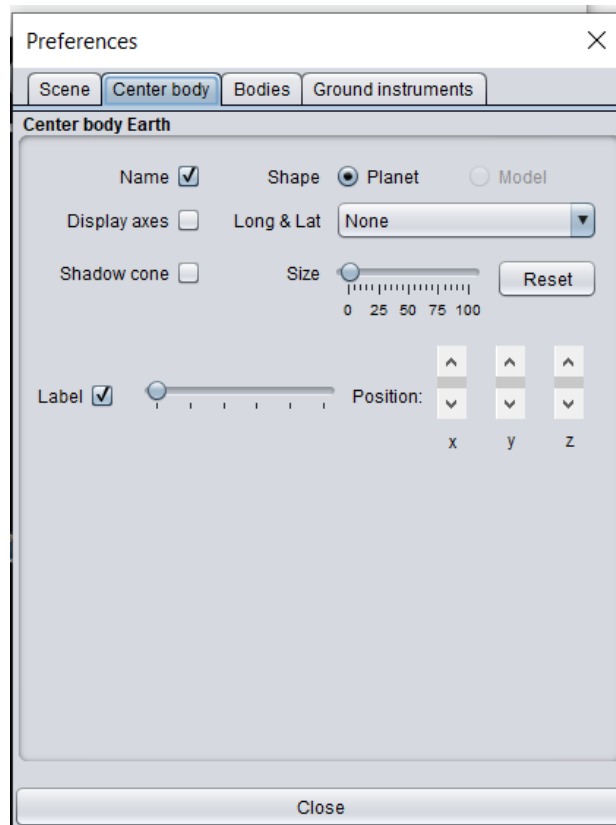 Preferences
Scene Center body Bodies Ground instruments
Center body Earth
Name Shape Planet Model
Display axes Long & Lat None
Shadow cone Size Reset
0 25 50 75 100
Label Position:
x y z
Close